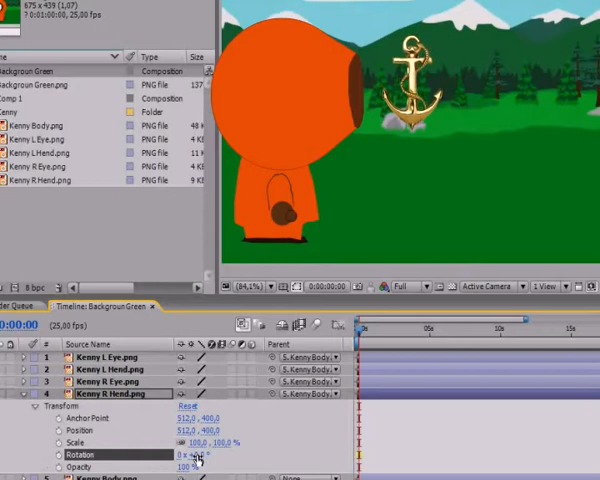 675 x 439 (1,07)
? 0:01:00:00, 25,00 fps
Type
Size
Backgroun Green
Composition
Backgroun Green.png
PNG file
137
Comp 1
Composition
Kenny
Folder
Kenny Body.png
PNG file
48 K
Kenny L Eye.png
PNG file
4 K
Kenny L Hend.png
PNG file
11 K
Kenny R Eye.png
PNG file
4 K
Kenny R Hend.png
PNG file
9 K
8 bpc
(84,1%)
0:00:00:00
Full
Active Camera
1 View
der Queue
Timeline: Backgroun Green
00:00
(25,00 fps)
0s
05s
10s
15s
#
Source Name
Parent
1
Kenny L Eye.png
5. Kenny Body.
2
Kenny L Hend.png
5. Kenny Body.
3
Kenny R Eye.png
5. Kenny Body.
4
Kenny R Hend.png
5. Kenny Body.
Transform
Reset
Anchor Point
512,0 , 400,0
Position
512,0 , 400,0
Scale
100,0 , 100,0 %
Rotation
Opacity
100 %
5
Kenny Body.png
None